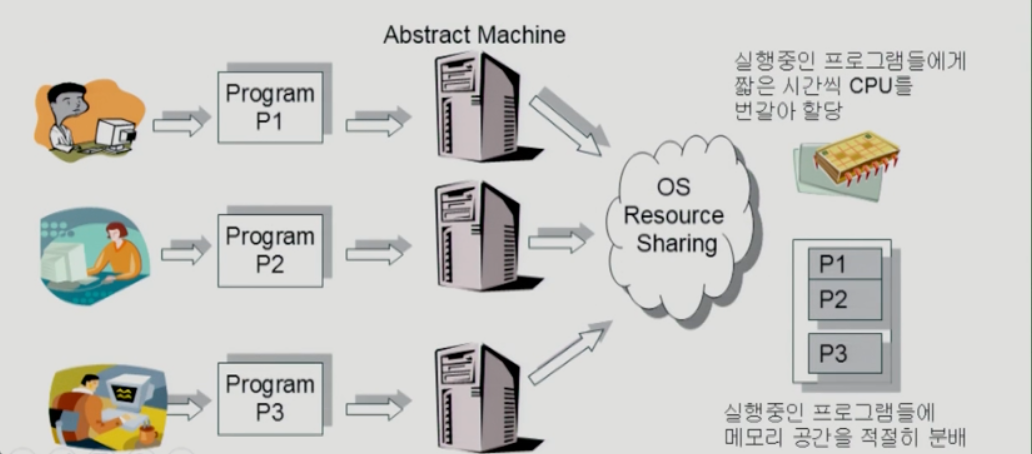 Abstract Machine
실행중인 프로그램들에게
짧은 시간씩 CPU를
번갈아 할당
Program
P1
OS
Resource
Sharing
Program
P2
P1
P2
P3
Program
P3
실행중인 프로그램들에
메모리 공간을 적절히 분배